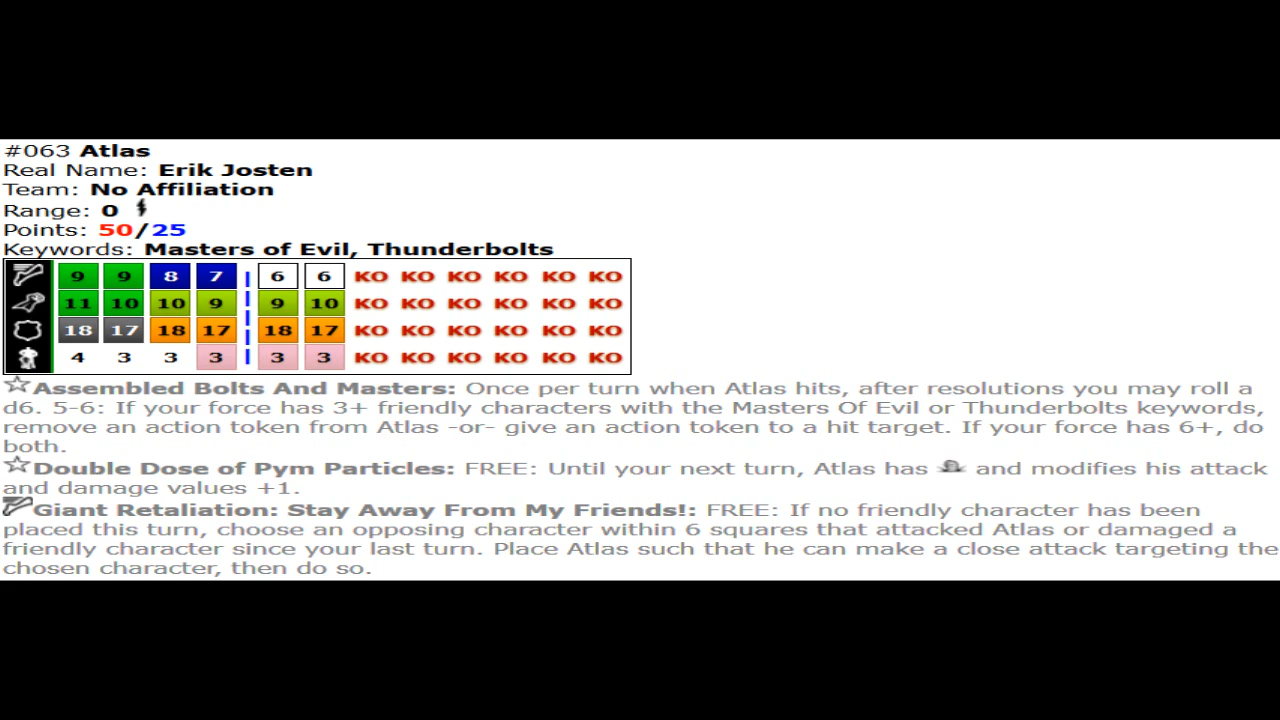 #063 Atlas
Real Name: Erik Josten
Team: No Affiliation
Range: 0
Points: 50/25
Keywords: Masters of Evil, Thunderbolts
9 9 8 7 6 6 KO KO KO KO KO KO
11 10 10 9 9 10 KO KO KO KO KO KO
18 17 18 17 18 17 KO KO KO KO KO KO
4 3 3 3 3 3 KO KO KO KO KO KO
Assembled Bolts And Masters: Once per turn when Atlas hits, after resolutions you may roll a
d6. 5-6: If your force has 3+ friendly characters with the Masters Of Evil or Thunderbolts keywords,
remove an action token from Atlas -or- give an action token to a hit target. If your force has 6+, do
both.
Double Dose of Pym Particles: FREE: Until your next turn, Atlas has and modifies his attack
and damage values +1.
Giant Retaliation: Stay Away From My Friends!: FREE: If no friendly character has been
placed this turn, choose an opposing character within 6 squares that attacked Atlas or damaged a
friendly character since your last turn. Place Atlas such that he can make a close attack targeting the
chosen character, then do so.